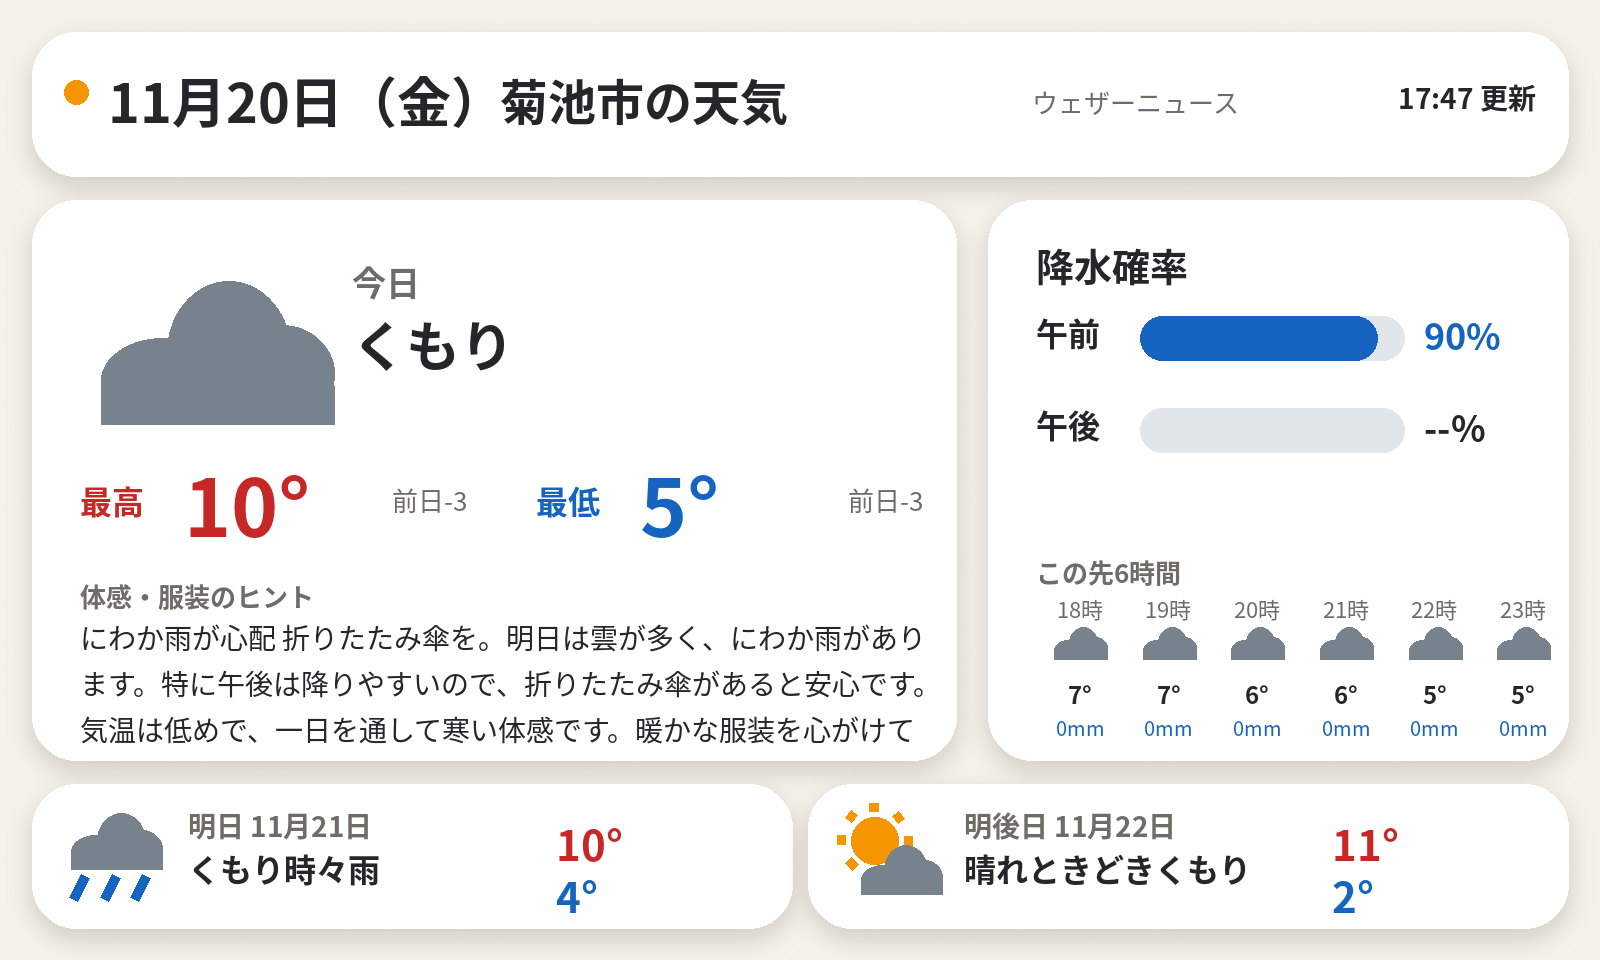 11月20日（金）菊池市の天気
ウェザーニュース
17:47 更新
今日
くもり
最高 10° 前日-3 最低 5° 前日-3
体感・服装のヒント
にわか雨が心配 折りたたみ傘を。明日は雲が多く、にわか雨があり
ます。特に午後は降りやすいので、折りたたみ傘があると安心です。
気温は低めで、一日を通して寒い体感です。暖かな服装を心がけて
降水確率
午前 90%
午後 --%
この先6時間
18時 19時 20時 21時 22時 23時
7° 7° 6° 6° 5° 5°
0mm 0mm 0mm 0mm 0mm 0mm
明日 11月21日
くもり時々雨
10°
4°
明後日 11月22日
晴れときどきくもり
11°
2°